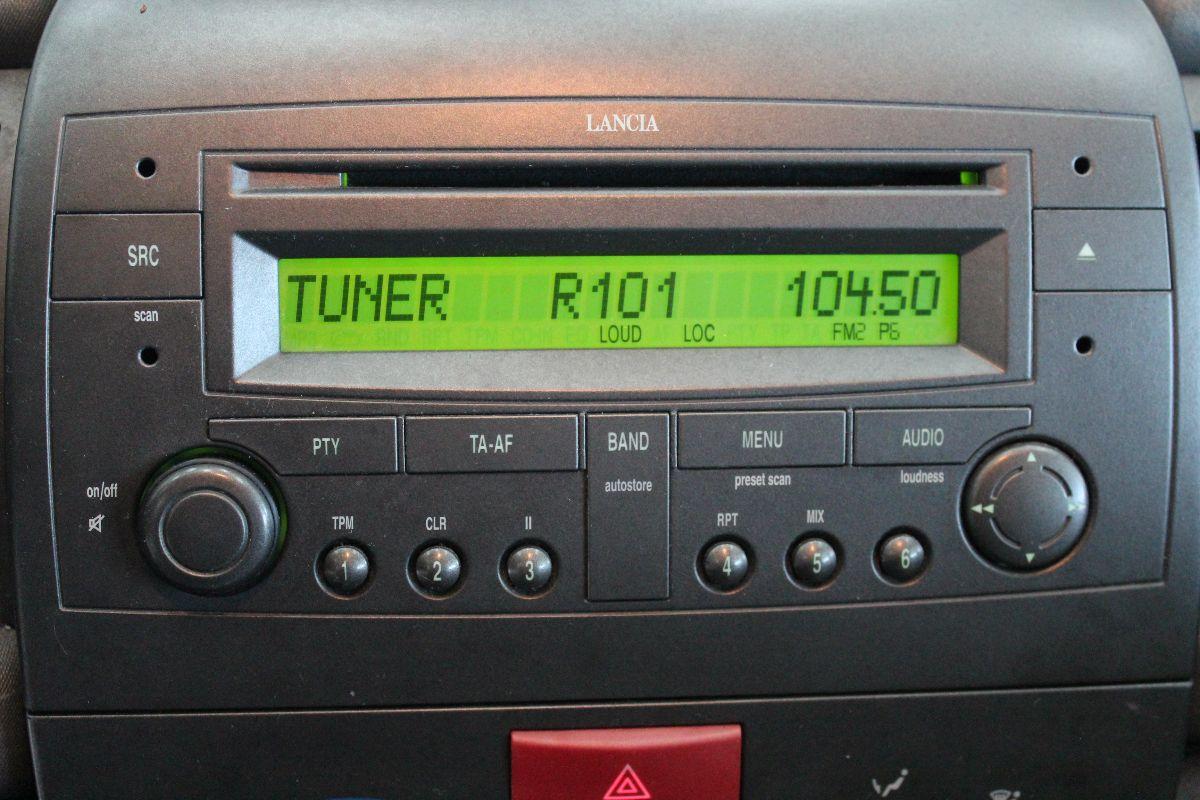 LANCIA
SRC
scan
TUNER R101 104.50
LOUD LOC FM2 P6
PTY TA-AF BAND MENU AUDIO
autostore preset scan loudness
on/off
TPM CLR II RPT MIX
1 2 3 4 5 6